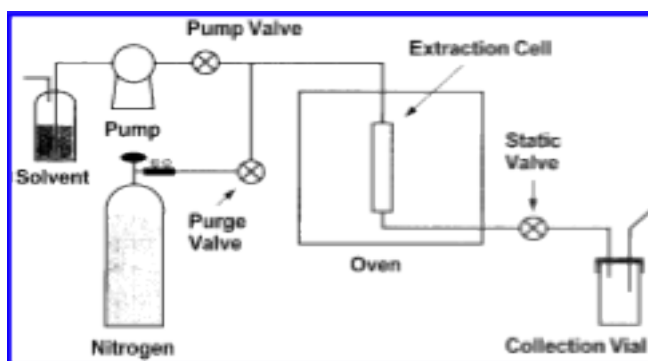 Pump Valve
Extraction Cell
Pump
Solvent
Static
Valve
Purge
Valve
Oven
Nitrogen
Collection Vial